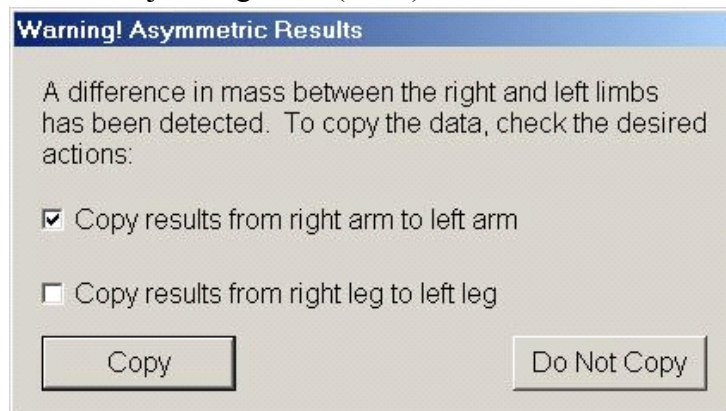 Warning! Asymmetric Results
A difference in mass between the right and left limbs
has been detected. To copy the data, check the desired
actions:
Copy results from right arm to left arm
Copy results from right leg to left leg
Copy
Do Not Copy